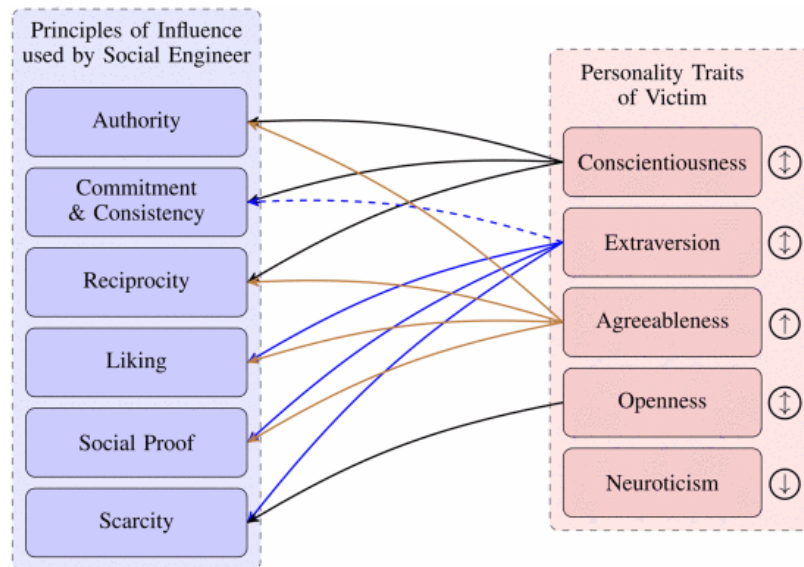 Principles of Influence
used by Social Engineer
Authority
Commitment
& Consistency
Reciprocity
Liking
Social Proof
Scarcity
Personality Traits
of Victim
Conscientiousness
Extraversion
Agreeableness
Openness
Neuroticism